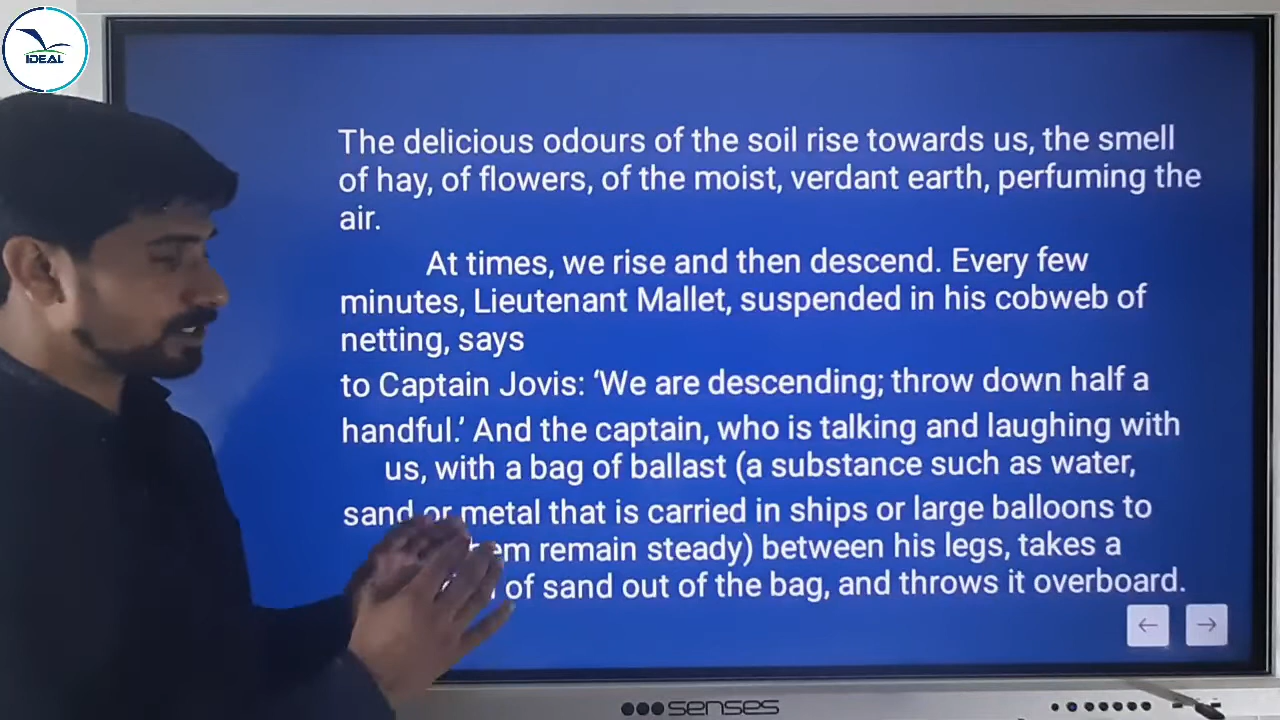 IDEAL
The delicious odours of the soil rise towards us, the smell
of hay, of flowers, of the moist, verdant earth, perfuming the
air.
At times, we rise and then descend. Every few
minutes, Lieutenant Mallet, suspended in his cobweb of
netting, says
to Captain Jovis: ‘We are descending; throw down half a
handful.’ And the captain, who is talking and laughing with
us, with a bag of ballast (a substance such as water,
sand or metal that is carried in ships or large balloons to
remain steady) between his legs, takes a
of sand out of the bag, and throws it overboard.
senses